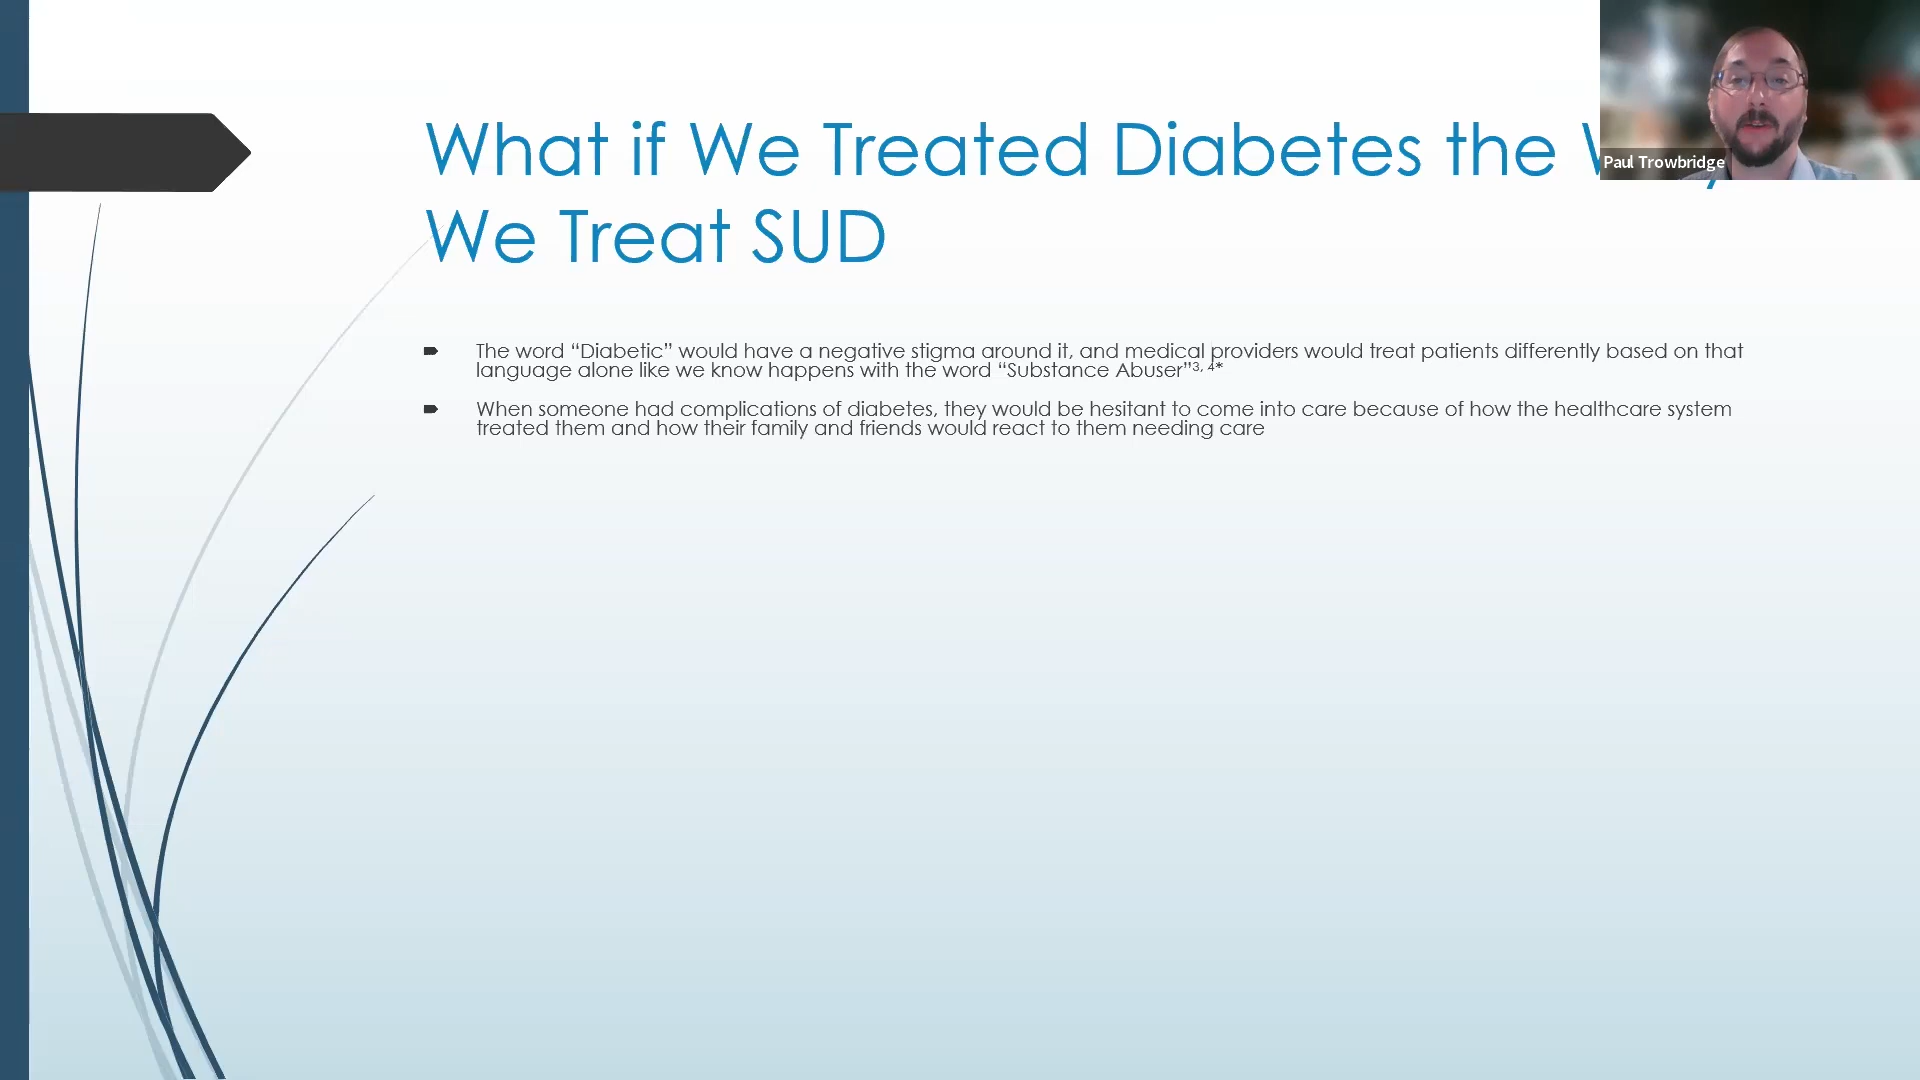 What if We Treated Diabetes the
We Treat SUD
Paul Trowbridge
The word “Diabetic” would have a negative stigma around it, and medical providers would treat patients differently based on that
language alone like we know happens with the word “Substance Abuser”3, 4*
When someone had complications of diabetes, they would be hesitant to come into care because of how the healthcare system
treated them and how their family and friends would react to them needing care